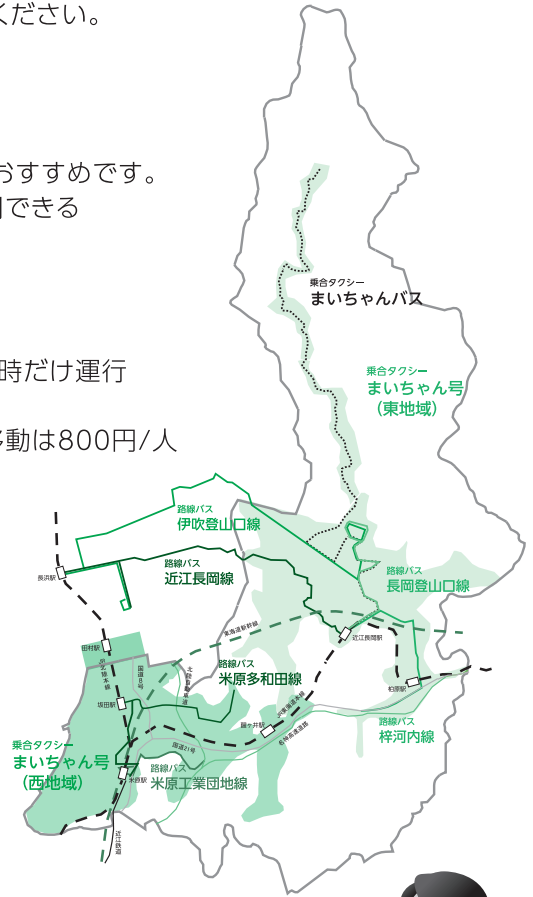 ください。
おすすめです。
できる
時だけ運行
移動は800円/人
乗合タクシー
まいちゃんバス
乗合タクシー
まいちゃん号
（東地域）
路線バス
伊吹登山口線
路線バス
近江長岡線
路線バス
長岡登山口線
長浜駅
東海道新幹線
近江長岡駅
田村駅
JR北陸本線
国道8号
北陸自動車道
路線バス
米原多和田線
柏原駅
坂田駅
JR東海道本線
醒ヶ井駅
名神高速道路
路線バス
梓河内線
乗合タクシー
まいちゃん号
（西地域）
国道21号
米原駅
路線バス
米原工業団地線
近江鉄道